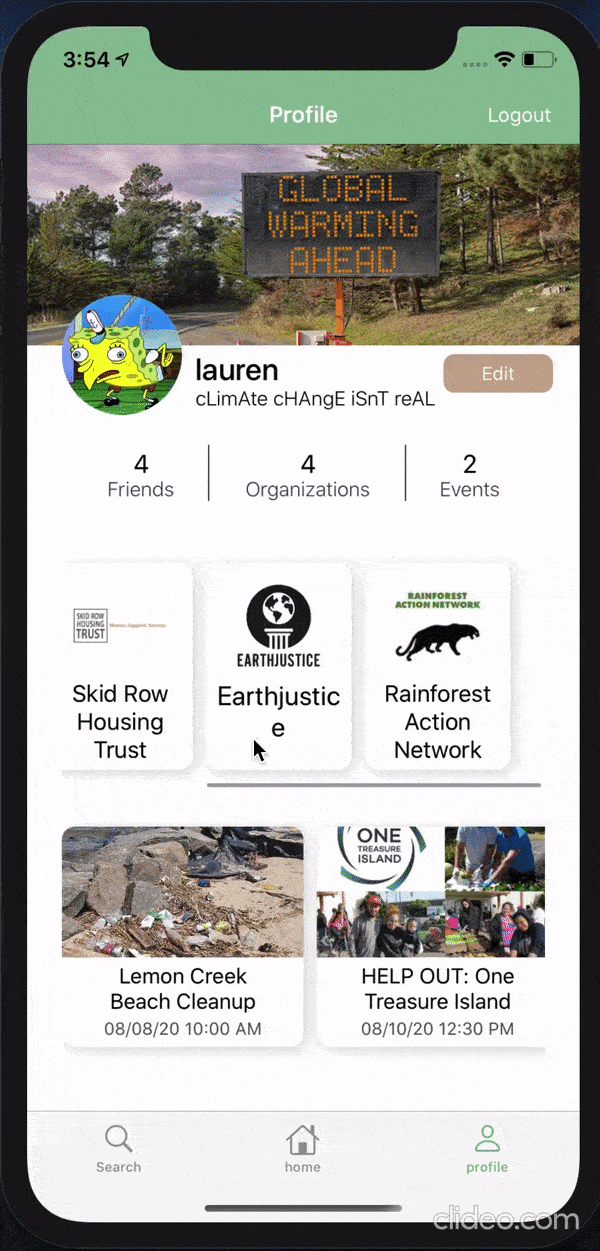 3:54
Profile
Logout
GLOBAL
WARMING
AHEAD
lauren
Edit
cLimAte cHAngE iSnT reAL
4
4
2
Friends
Organizations
Events
SKID ROW
HOUSING
TRUST
EARTHJUSTICE
RAINFOREST
ACTION NETWORK
Skid Row
Housing
Trust
Earthjustic
e
Rainforest
Action
Network
ONE
TREASURE
ISLAND
Lemon Creek
Beach Cleanup
08/08/20 10:00 AM
HELP OUT: One
Treasure Island
08/10/20 12:30 PM
Search
home
profile
clideo.com